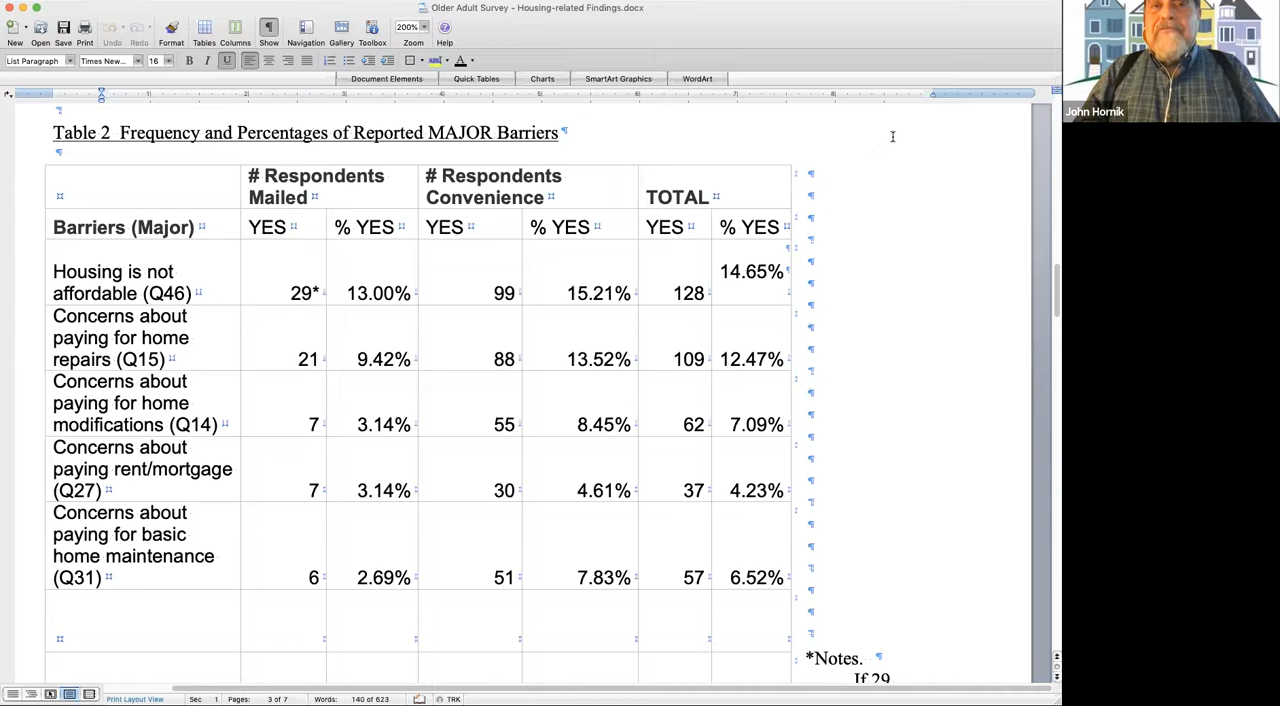 Older Adult Survey - Housing-related Findings.docx
New Open Save Print Undo Redo Format Tables Columns Show Navigation Gallery Toolbox Zoom Help
200%
List Paragraph Times New... 16 B I U
Document Elements Quick Tables Charts SmartArt Graphics WordArt
1 2 3 4 5 6 7 8
Table 2 Frequency and Percentages of Reported MAJOR Barriers
# Respondents Mailed
# Respondents Convenience
TOTAL
Barriers (Major) YES % YES YES % YES YES % YES
Housing is not
affordable (Q46) 29* 13.00% 99 15.21% 128 14.65%
Concerns about
paying for home
repairs (Q15) 21 9.42% 88 13.52% 109 12.47%
Concerns about
paying for home
modifications (Q14) 7 3.14% 55 8.45% 62 7.09%
Concerns about
paying rent/mortgage
(Q27) 7 3.14% 30 4.61% 37 4.23%
Concerns about
paying for basic
home maintenance
(Q31) 6 2.69% 51 7.83% 57 6.52%
*Notes.
If 29
Print Layout View Sec 1 Pages: 3 of 7 Words: 140 of 623 TRK
John Hornik